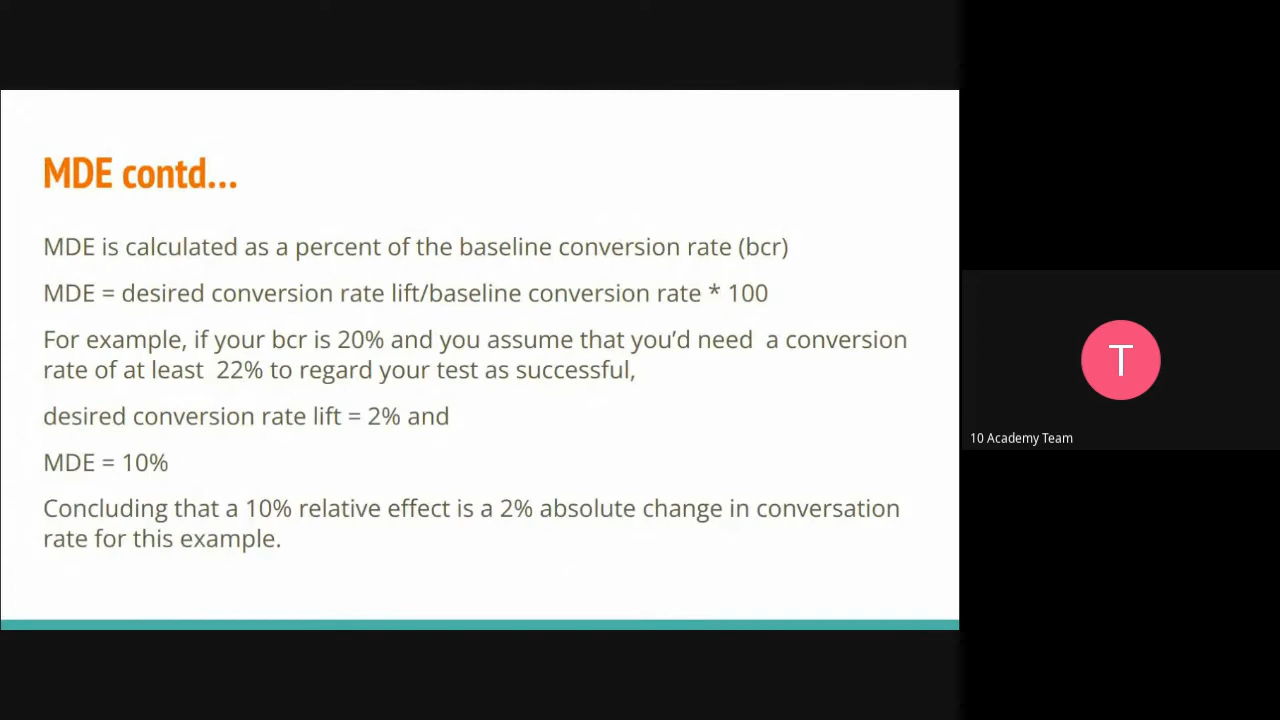 MDE contd...
MDE is calculated as a percent of the baseline conversion rate (bcr)
MDE = desired conversion rate lift/baseline conversion rate * 100
For example, if your bcr is 20% and you assume that you’d need  a conversion
rate of at least  22% to regard your test as successful,
desired conversion rate lift = 2% and
MDE = 10%
Concluding that a 10% relative effect is a 2% absolute change in conversation
rate for this example.
T
10 Academy Team